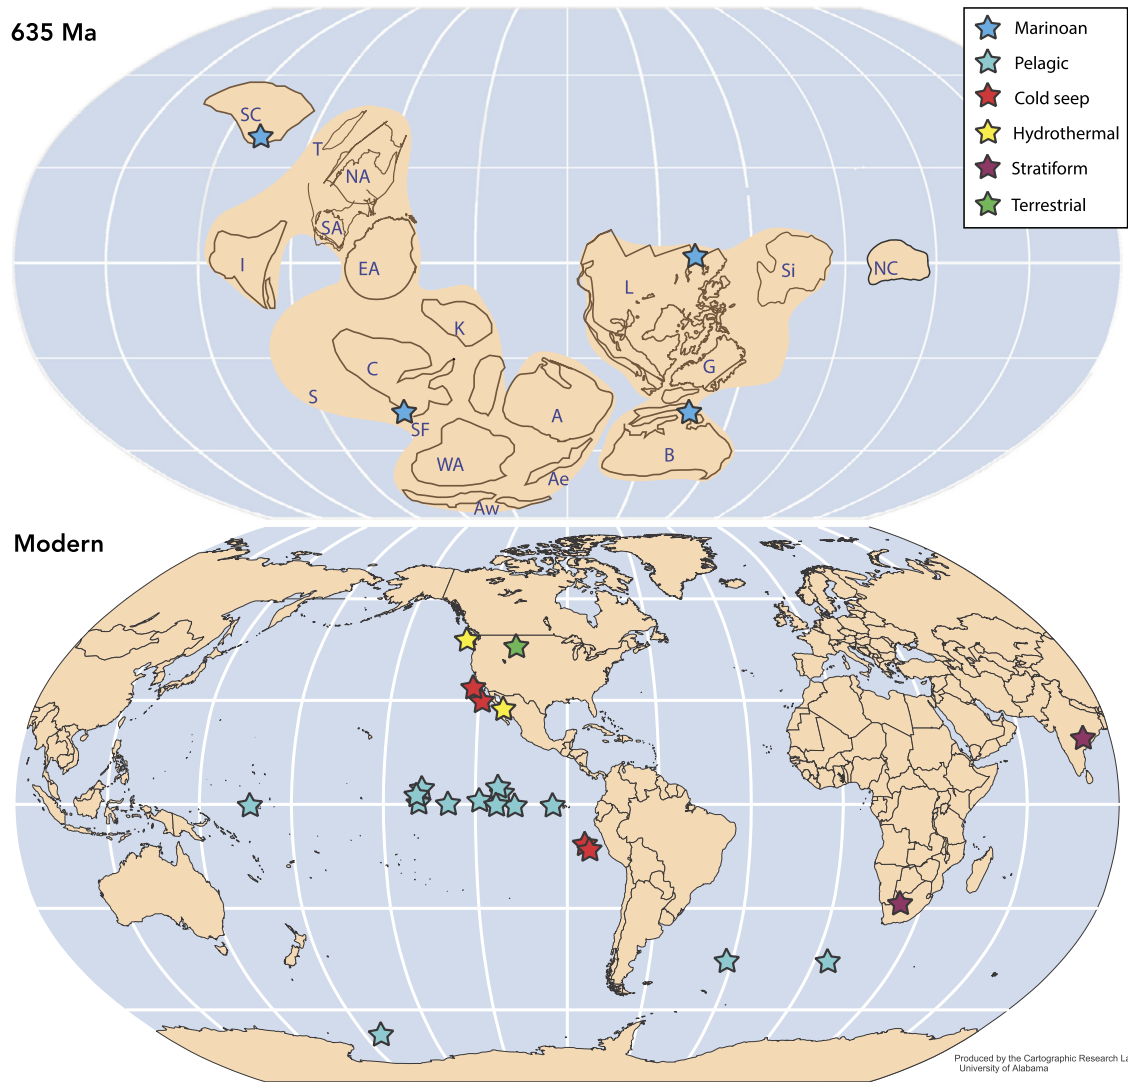 635 Ma
Marinoan
Pelagic
Cold seep
Hydrothermal
Stratiform
Terrestrial
SC
T
NA
SA
I
EA
L
Si
NC
K
C
G
S
A
SF
B
WA
Ae
Aw
Modern
Produced by the Cartographic Research La
University of Alabama